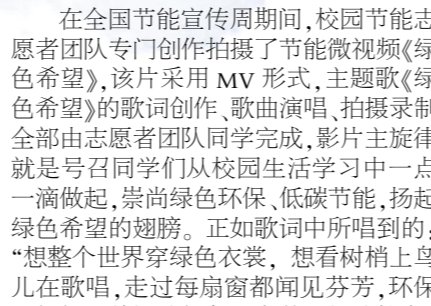 在全国节能宣传周期间,校园节能志
愿者团队专门创作拍摄了节能微视频《绿
色希望》,该片采用 MV 形式,主题歌《绿
色希望》的歌词创作、歌曲演唱、拍摄录制
全部由志愿者团队同学完成,影片主旋律
就是号召同学们从校园生活学习中一点
一滴做起,崇尚绿色环保、低碳节能,扬起
绿色希望的翅膀。正如歌词中所唱到的:
“想整个世界穿绿色衣裳，想看树梢上鸟
儿在歌唱,走过每扇窗都闻见芬芳,环保